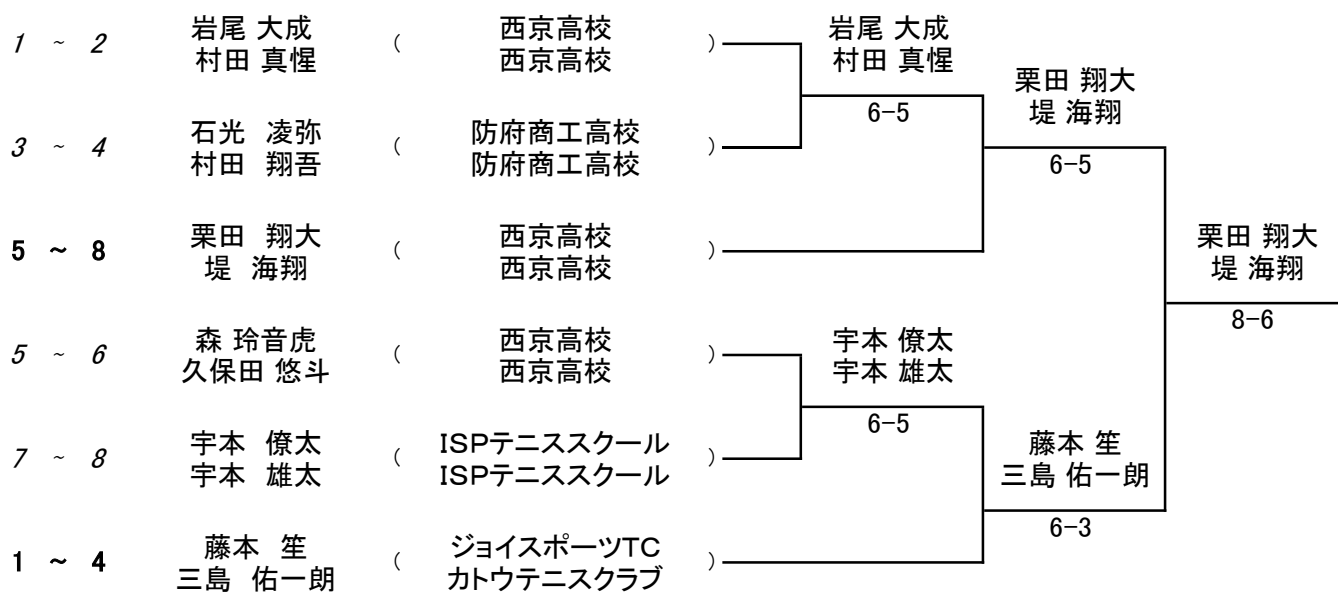 1 ~ 2 岩尾 大成 ( 西京高校 ) 岩尾 大成
村田 真惺 西京高校 村田 真惺
栗田 翔大
堤 海翔
6-5
3 ~ 4 石光 凌弥 ( 防府商工高校 )
村田 翔吾 防府商工高校
6-5
5 ~ 8 栗田 翔大 ( 西京高校 ) 栗田 翔大
堤 海翔 西京高校 堤 海翔
8-6
5 ~ 6 森 玲音虎 ( 西京高校 ) 宇本 僚太
久保田 悠斗 西京高校 宇本 雄太
6-5
7 ~ 8 宇本 僚太 ( ISPテニススクール ) 藤本 笙
宇本 雄太 ISPテニススクール 三島 佑一朗
6-3
1 ~ 4 藤本 笙 ( ジョイスポーツTC )
三島 佑一朗 カトウテニスクラブ